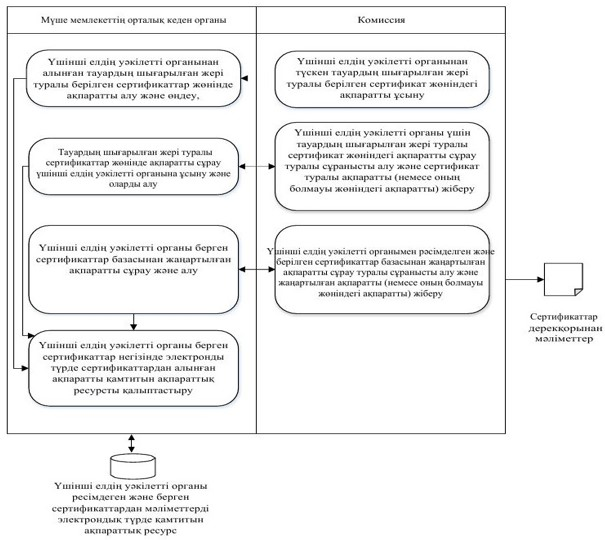 Мүше мемлекеттің орталық кеден органы
Комиссия
Үшінші елдің уәкілетті органынан
алынған тауардың шығарылған жері
туралы берілген сертификаттар жөнінде
ақпаратты алу және өңдеу,
Үшінші елдің уәкілетті органынан
түскен тауардың шығарылған жері
туралы берілген сертификат жөніндегі
ақпаратты ұсыну
Тауардың шығарылған жері туралы
сертификаттар жөнінде ақпаратты сұрау
үшінші елдің уәкілетті органына ұсыну және
оларды алу
Үшінші елдің уәкілетті органы үшін
тауардың шығарылған жері туралы
сертификат жөніндегі ақпаратты сұрау
туралы сұранысты алу және сертификат
туралы ақпаратты (немесе оның
болмауы жөніндегі ақпаратты) жіберу
Үшінші елдің уәкілетті органы берген
сертификаттар базасынан жаңартылған
ақпаратты сұрау және алу
Үшінші елдің уәкілетті органымен рәсімделген және
берілген сертификаттар базасынан жаңартылған
ақпаратты сұрау туралы сұранысты алу және
жаңартылған ақпаратты (немесе оның болмауы
жөніндегі ақпаратты) жіберу
Сертификаттар
дерекқорынан
мәліметтер
Үшінші елдің уәкілетті органы берген
сертификаттар негізінде электронды
түрде сертификаттардан алынған
ақпаратты қамтитын ақпараттық
ресурсты қалыптастыру
Үшінші елдің уәкілетті органы
ресімдеген және берген
сертификаттардан мәліметтерді
электрондық түрде қамтитын
ақпараттық ресурс